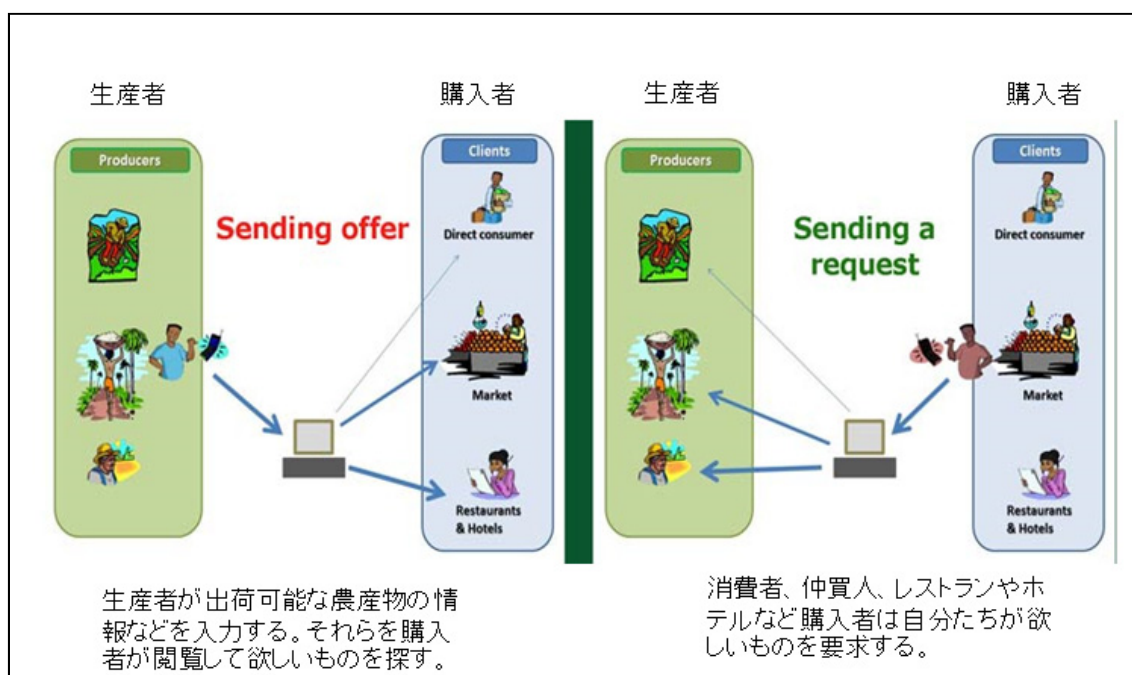 生産者
購入者
Producers
Clients
Sending offer
Direct consumer
Market
Restaurants
& Hotels
生産者が出荷可能な農産物の情
報などを入力する。それらを購入
者が閲覧して欲しいものを探す。
生産者
購入者
Producers
Clients
Sending a
request
Direct consumer
Market
Restaurants
& Hotels
消費者、仲買人、レストランやホ
テルなど購入者は自分たちが欲
しいものを要求する。